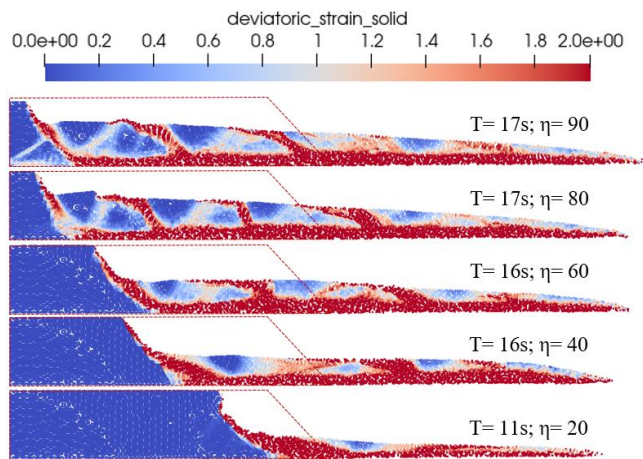 deviatoric_strain_solid
0.0e+00 0.2 0.4 0.6 0.8 1 1.2 1.4 1.6 1.8 2.0e+00
T= 17s; η= 90
T= 17s; η= 80
T= 16s; η= 60
T= 16s; η= 40
T= 11s; η= 20